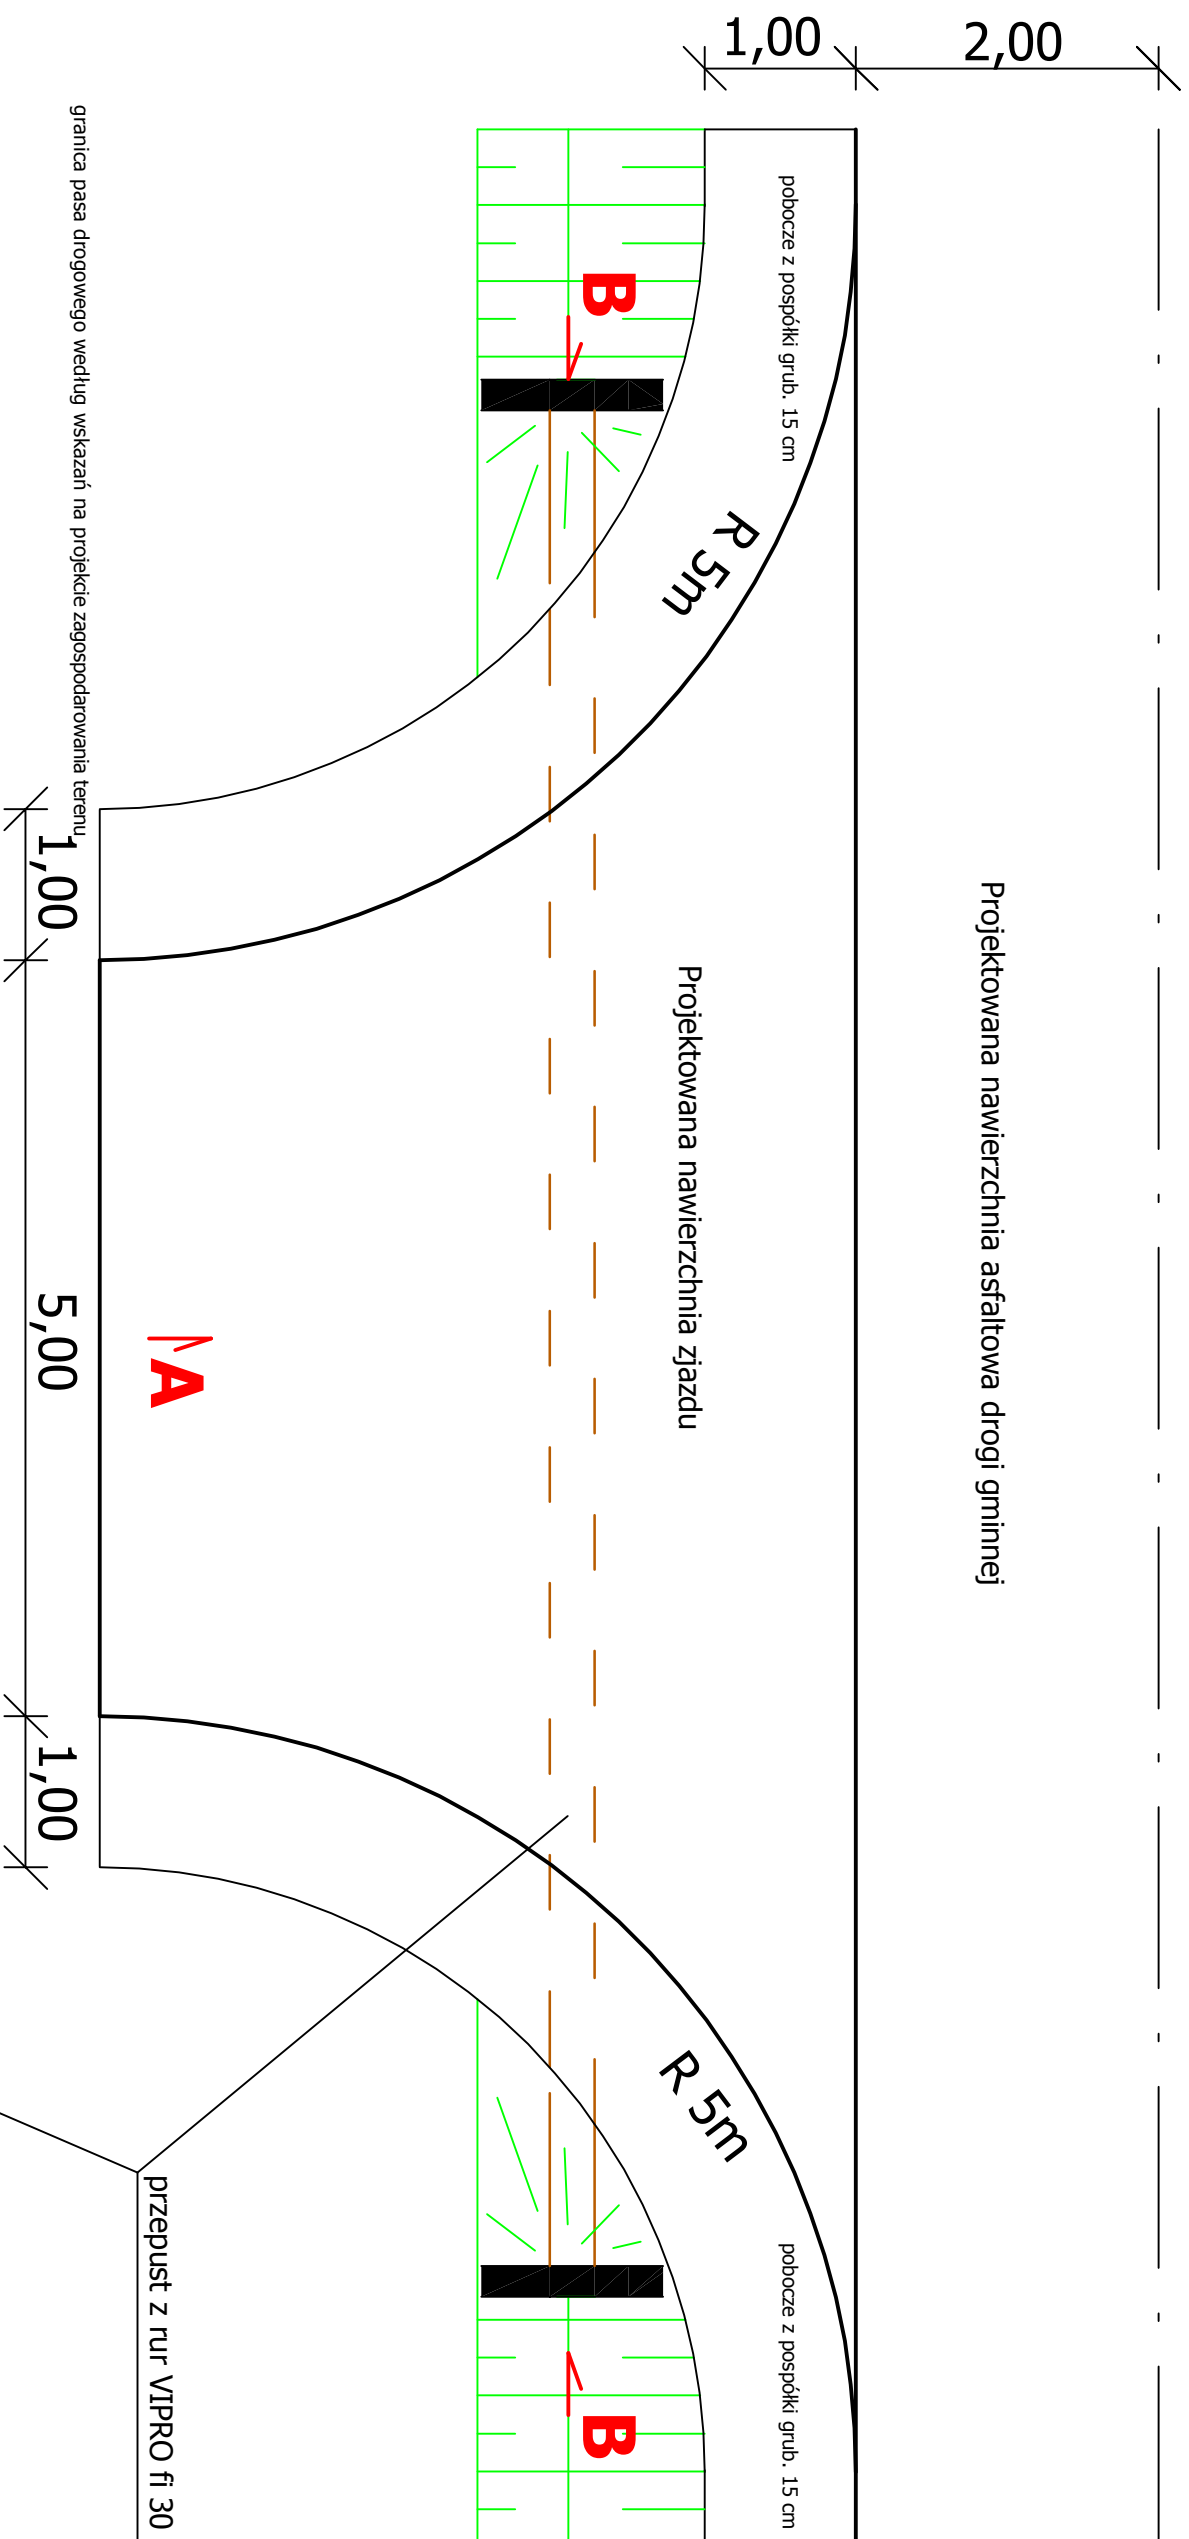 1,00
2,00
Projektowana nawierzchnia asfaltowa drogi gminnej
pobocze z pospółki grub. 15 cm
pobocze z pospółki grub. 15 cm
R 5m
R 5m
Projektowana nawierzchnia zjazdu
B
B
A
przepust z rur VIPRO fi 30
granica pasa drogowego według wskazań na projekcie zagospodarowania terenu
1,00
5,00
1,00